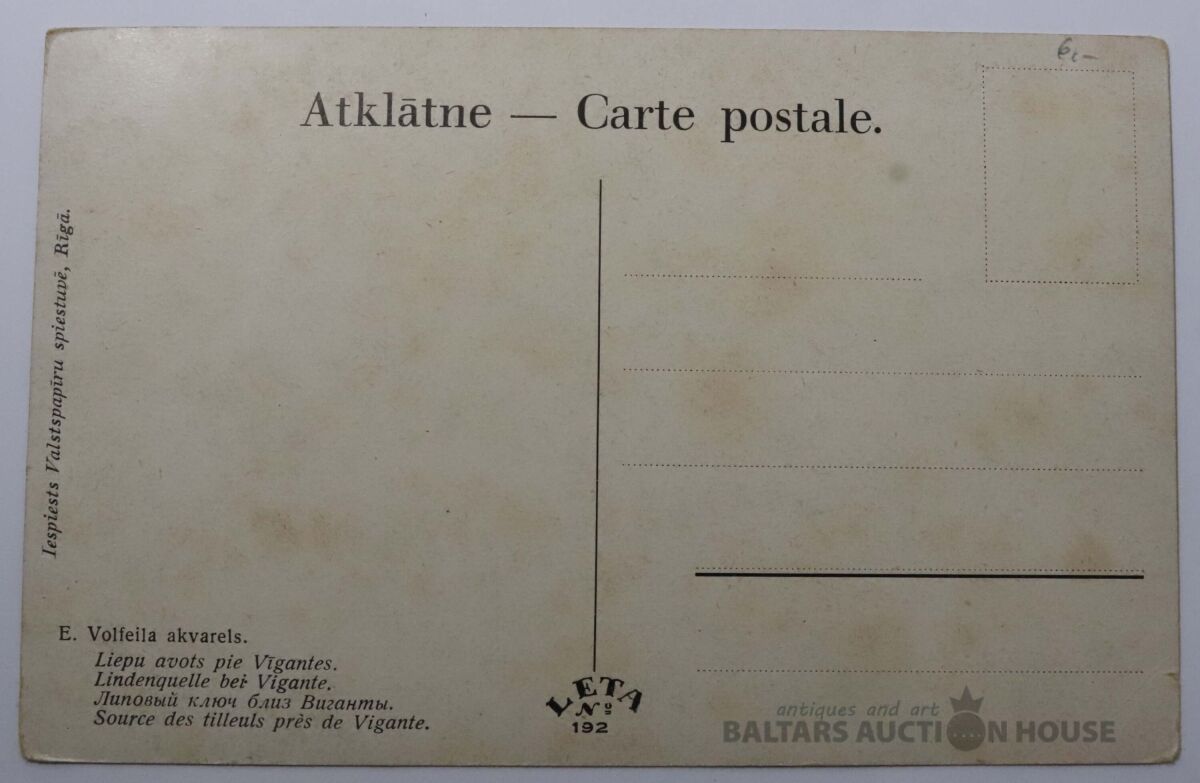 6,–
Atklātne — Carte postale.
Iespiests Valstspapīru spiestuvē, Rīgā.
E. Volfeila akvarels.
Liepu avots pie Vīgantes.
Lindenquelle bei Vigante.
Липовый ключ близ Виганты.
Source des tilleuls près de Vigante.
LETA
№
192
antiques and art
BALTARS AUCTION HOUSE